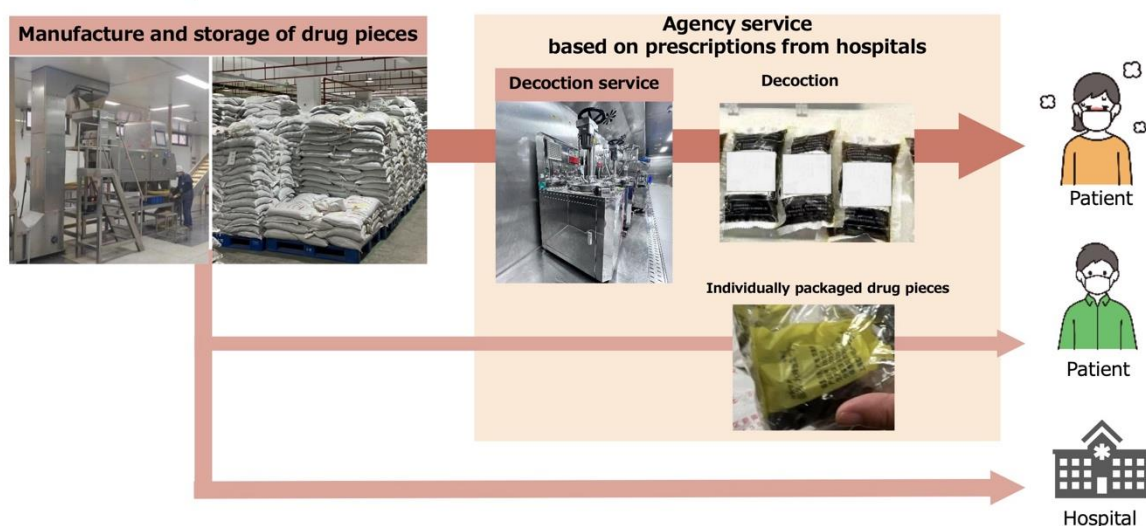 Manufacture and storage of drug pieces
Agency service
based on prescriptions from hospitals
Decoction service
Decoction
Patient
Individually packaged drug pieces
Patient
Hospital